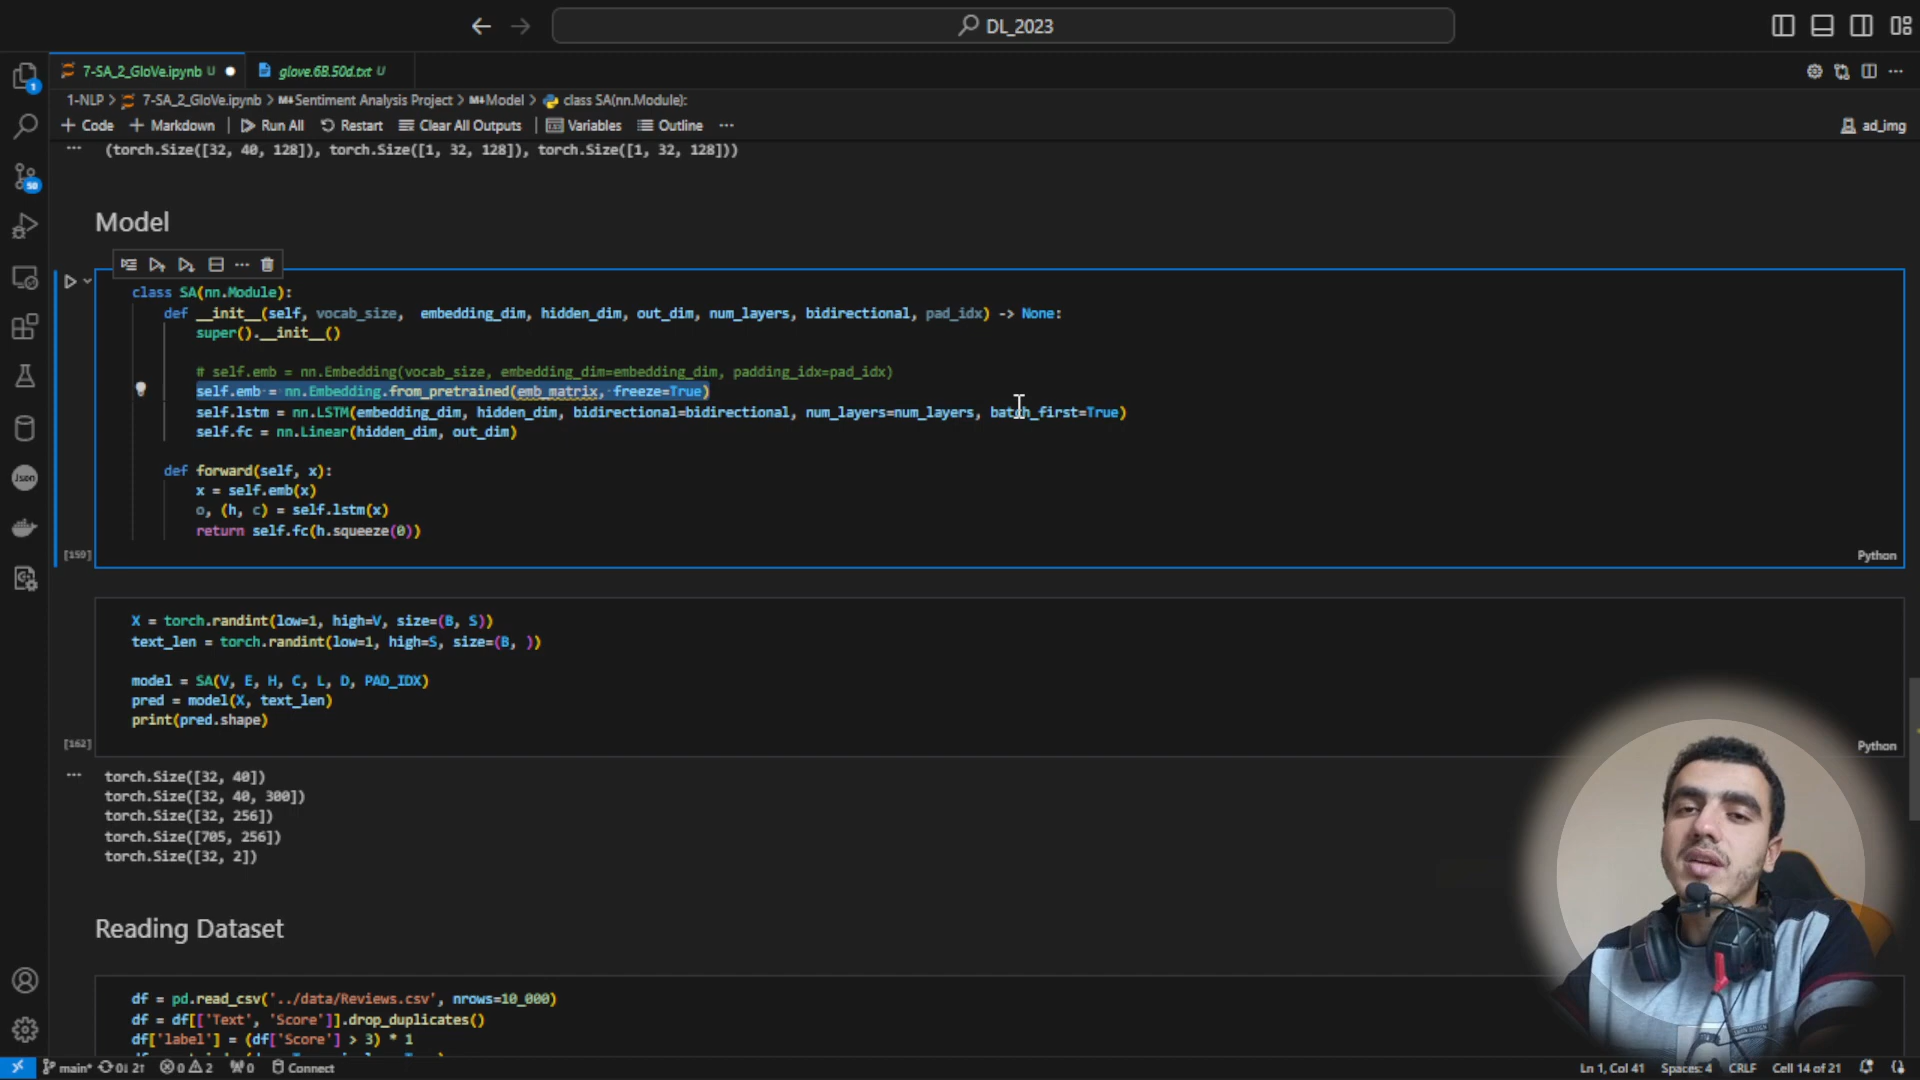 DL_2023
7-SA_2_GloVe.ipynb U
glove.6B.50d.txt U
1-NLP > 7-SA_2_GloVe.ipynb > M↓Sentiment Analysis Project > M↓Model > class SA(nn.Module):
+ Code + Markdown Run All Restart Clear All Outputs Variables Outline ...
ad_img
(torch.Size([32, 40, 128]), torch.Size([1, 32, 128]), torch.Size([1, 32, 128]))
Model
class SA(nn.Module):
def __init__(self, vocab_size,  embedding_dim, hidden_dim, out_dim, num_layers, bidirectional, pad_idx) -> None:
super().__init__()
# self.emb = nn.Embedding(vocab_size, embedding_dim=embedding_dim, padding_idx=pad_idx)
self.emb = nn.Embedding.from_pretrained(emb_matrix, freeze=True)
self.lstm = nn.LSTM(embedding_dim, hidden_dim, bidirectional=bidirectional, num_layers=num_layers, batch_first=True)
self.fc = nn.Linear(hidden_dim, out_dim)
def forward(self, x):
x = self.emb(x)
o, (h, c) = self.lstm(x)
return self.fc(h.squeeze(0))
[159]
Python
X = torch.randint(low=1, high=V, size=(B, S))
text_len = torch.randint(low=1, high=S, size=(B, ))
model = SA(V, E, H, C, L, D, PAD_IDX)
pred = model(X, text_len)
print(pred.shape)
[162]
Python
torch.Size([32, 40])
torch.Size([32, 40, 300])
torch.Size([32, 256])
torch.Size([705, 256])
torch.Size([32, 2])
Reading Dataset
df = pd.read_csv('../data/Reviews.csv', nrows=10_000)
df = df[['Text', 'Score']].drop_duplicates()
df['label'] = (df['Score'] > 3) * 1
1
50
Json
main* 0↓ 2↑ 0 2 0 Connect
Ln 1, Col 41 Spaces: 4 CRLF Cell 14 of 21